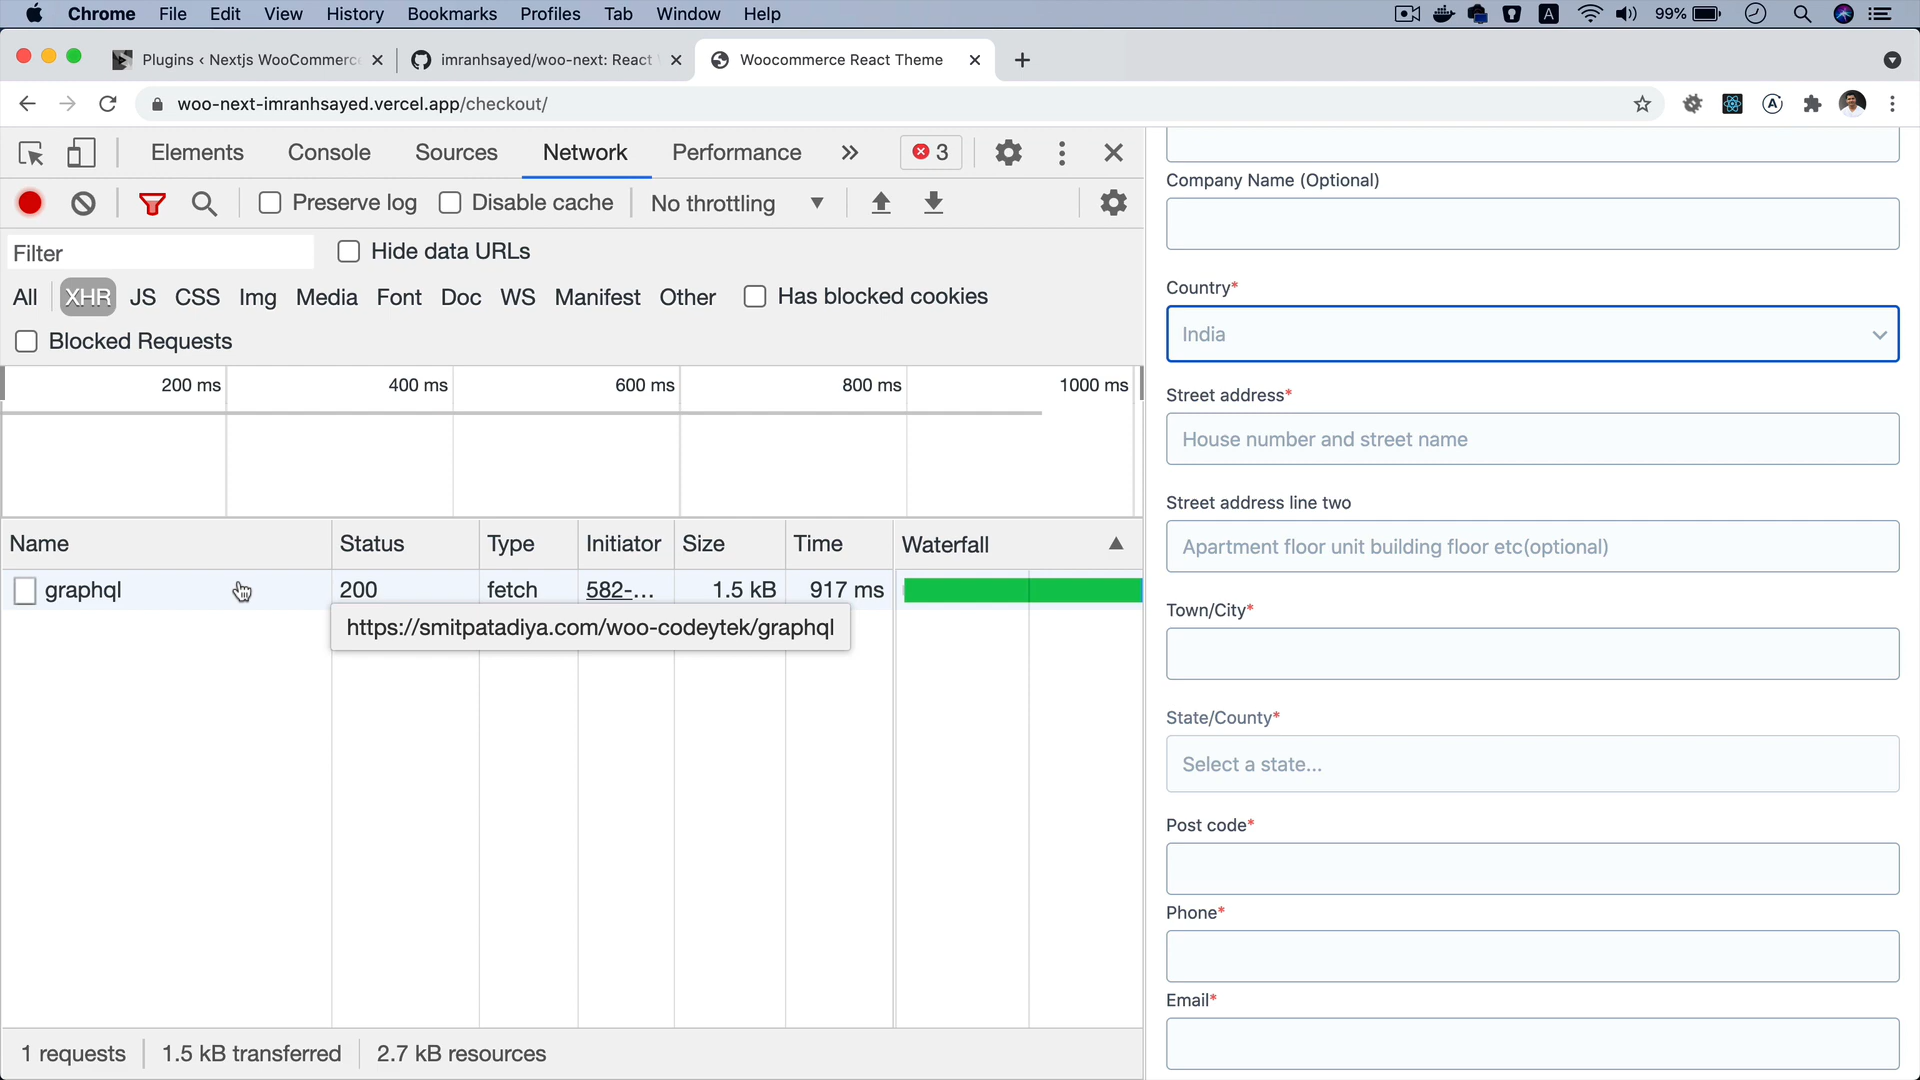 Chrome File Edit View History Bookmarks Profiles Tab Window Help 99%
Plugins ‹ Nextjs WooCommerce imranhsayed/woo-next: React Woocommerce React Theme
woo-next-imranhsayed.vercel.app/checkout/
Elements Console Sources Network Performance 3
Preserve log Disable cache No throttling
Filter Hide data URLs
All XHR JS CSS Img Media Font Doc WS Manifest Other Has blocked cookies
Blocked Requests
200 ms 400 ms 600 ms 800 ms 1000 ms
Name Status Type Initiator Size Time Waterfall
graphql 200 fetch 582-... 1.5 kB 917 ms
https://smitpatadiya.com/woo-codeytek/graphql
1 requests 1.5 kB transferred 2.7 kB resources
Company Name (Optional)
Country*
India
Street address*
House number and street name
Street address line two
Apartment floor unit building floor etc(optional)
Town/City*
State/County*
Select a state...
Post code*
Phone*
Email*